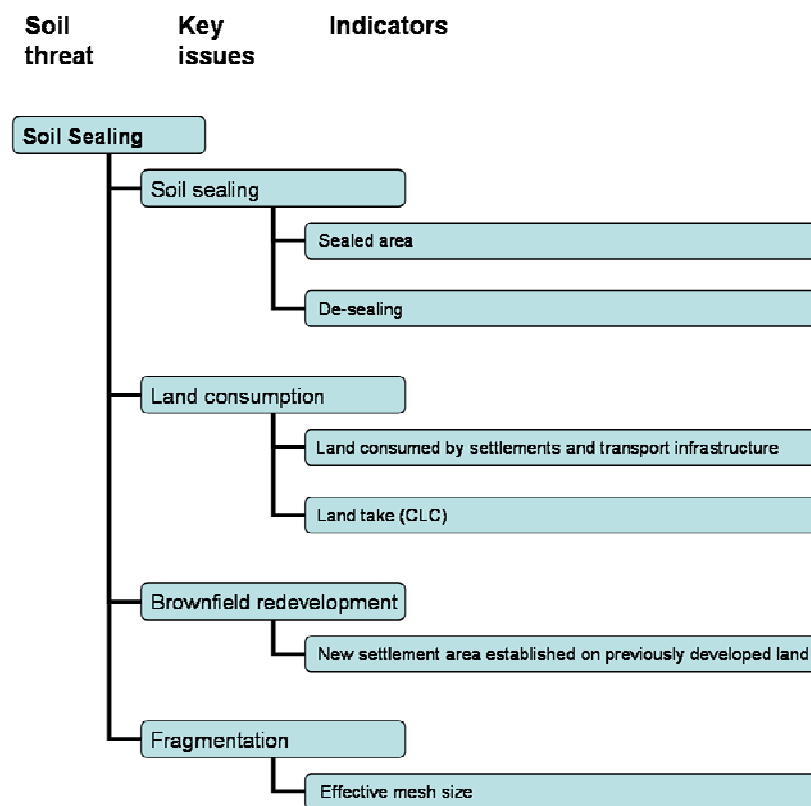 Soil threat
Key issues
Indicators
Soil Sealing
Soil sealing
Sealed area
De-sealing
Land consumption
Land consumed by settlements and transport infrastructure
Land take (CLC)
Brownfield redevelopment
New settlement area established on previously developed land
Fragmentation
Effective mesh size